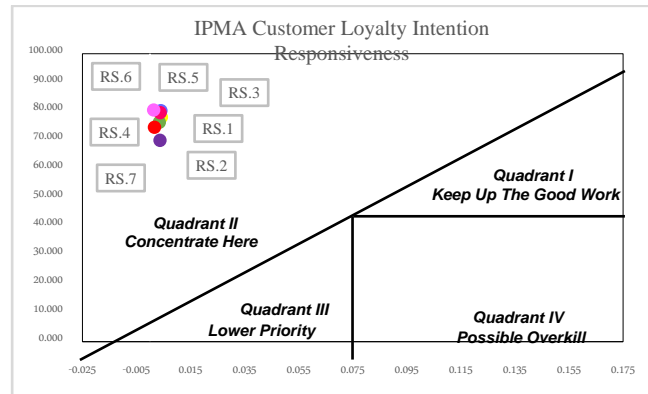 IPMA Customer Loyalty Intention
Responsiveness
100.000
90.000
80.000
70.000
60.000
50.000
40.000
30.000
20.000
10.000
0.000
RS.6
RS.5
RS.3
RS.4
RS.1
RS.2
RS.7
Quadrant I
Keep Up The Good Work
Quadrant II
Concentrate Here
Quadrant III
Lower Priority
Quadrant IV
Possible Overkill
-0.025 -0.005 0.015 0.035 0.055 0.075 0.095 0.115 0.135 0.155 0.175